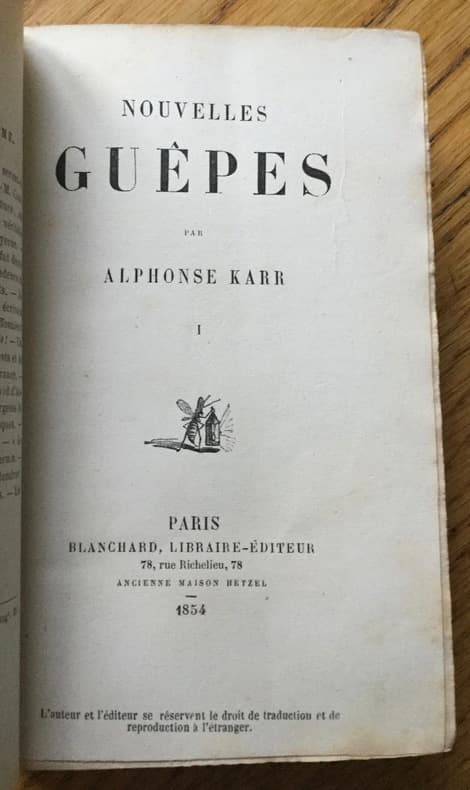 NOUVELLES
GUÊPES
PAR
ALPHONSE KARR
I
PARIS
BLANCHARD, LIBRAIRE-ÉDITEUR
78, rue Richelieu, 78
ANCIENNE MAISON HETZEL
1854
L'auteur et l'éditeur se réservent le droit de traduction et de
reproduction à l'étranger.